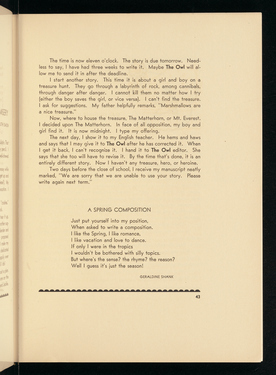 The time is now eleven o'clock. The story is due tomorrow. Need-
less to say, I have had three weeks to write it. Maybe The Owl will al-
low me to send it in after the deadline.
I start another story. This time it is about a girl and boy on a
treasure hunt. They go through a labyrinth of rock, among cannibals,
through danger after danger. I cannot kill them no matter how I try
(either the boy saves the girl, or vice versa). I can't find the treasure.
I ask for suggestions. My father helpfully remarks, "Marshmallows are
a nice treasure."
Now, where to house the treasure. The Matterhorn, or Mt. Everest.
I decided upon The Matterhorn. In face of all opposition, my boy and
girl find it. It is now midnight. I type my offering.
The next day, I show it to my English teacher. He hems and haws
and says that I may give it to The Owl after he has corrected it. When
I get it back, I can't recognize it. I hand it to The Owl editor. She
says that she too will have to revise it. By the time that's done, it is an
entirely different story. Now I haven't any treasure, hero, or heroine.
Two days before the close of school, I receive my manuscript neatly
marked, "We are sorry that we are unable to use your story. Please
write again next term."
A SPRING COMPOSITION
Just put yourself into my position,
When asked to write a composition.
I like the Spring, I like romance,
I like vacation and love to dance.
If only I were in the tropics
I wouldn't be bothered with silly topics.
But where's the sense? the rhyme? the reason?
Well I guess it's just the season!
GERALDINE
43